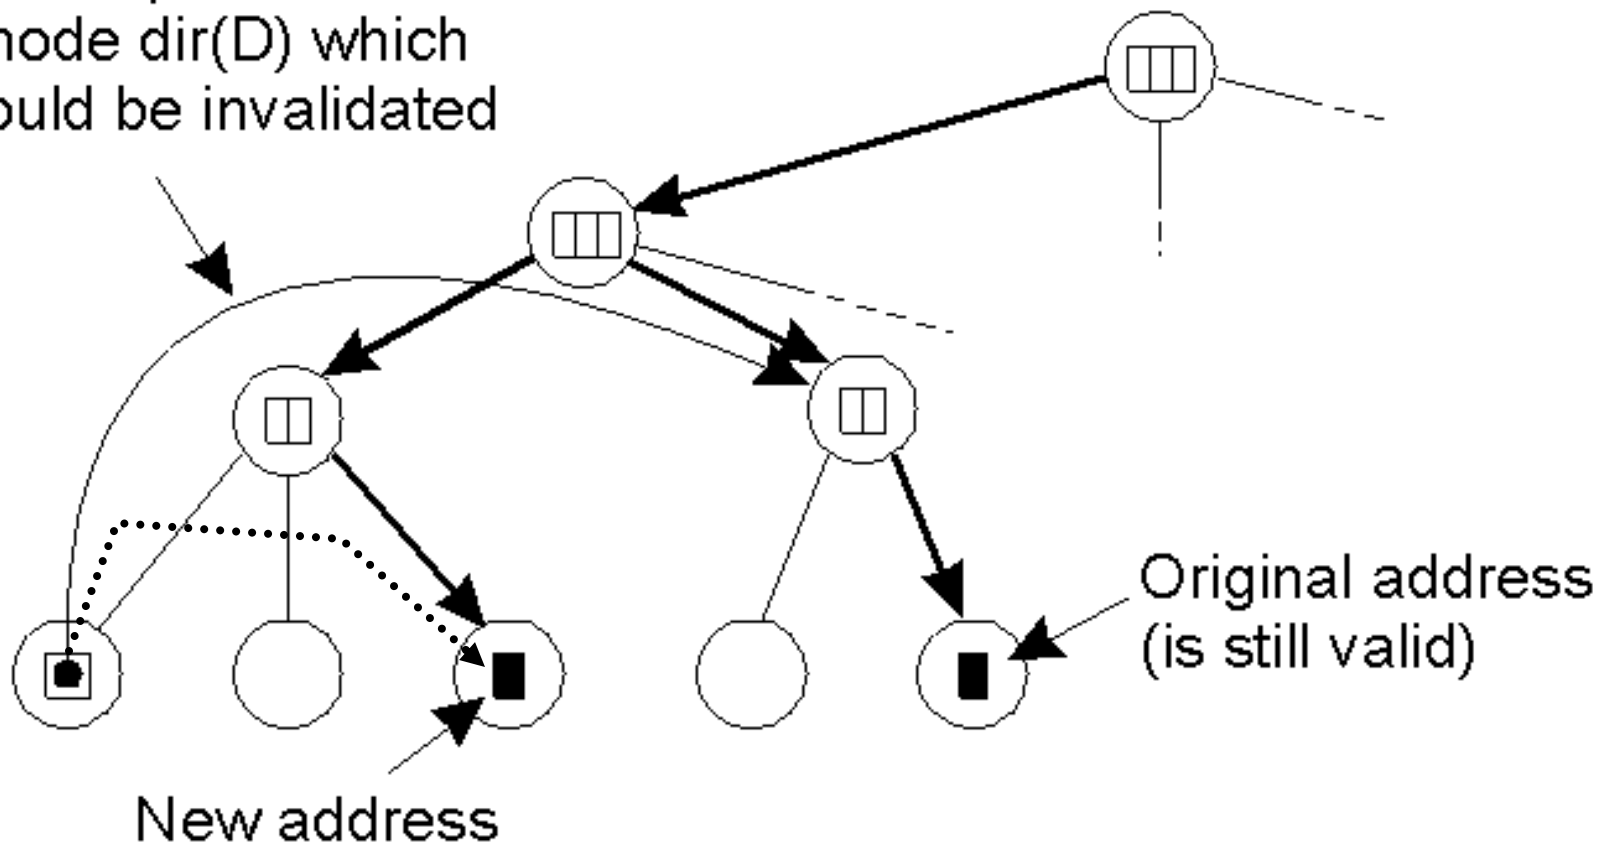 node dir(D) which
ould be invalidated
Original address
(is still valid)
New address